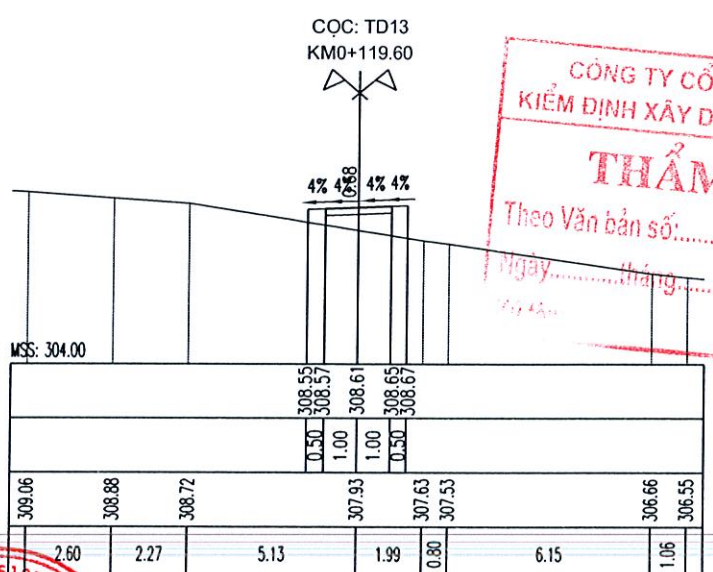 CỌC: TD13
KM0+119.60
CÔNG TY CỔ
KIỂM ĐỊNH XÂY D
THẨM
Theo Văn bản số:......
Ngày............tháng......
4% 4% 0.68 4% 4%
MSS: 304.00
308.55 308.57 308.61 308.65 308.67
0.50 1.00 1.00 0.50
309.06 308.88 308.72 307.93 307.63 307.53 306.66 306.55
2.60 2.27 5.13 1.99 0.80 6.15 1.06